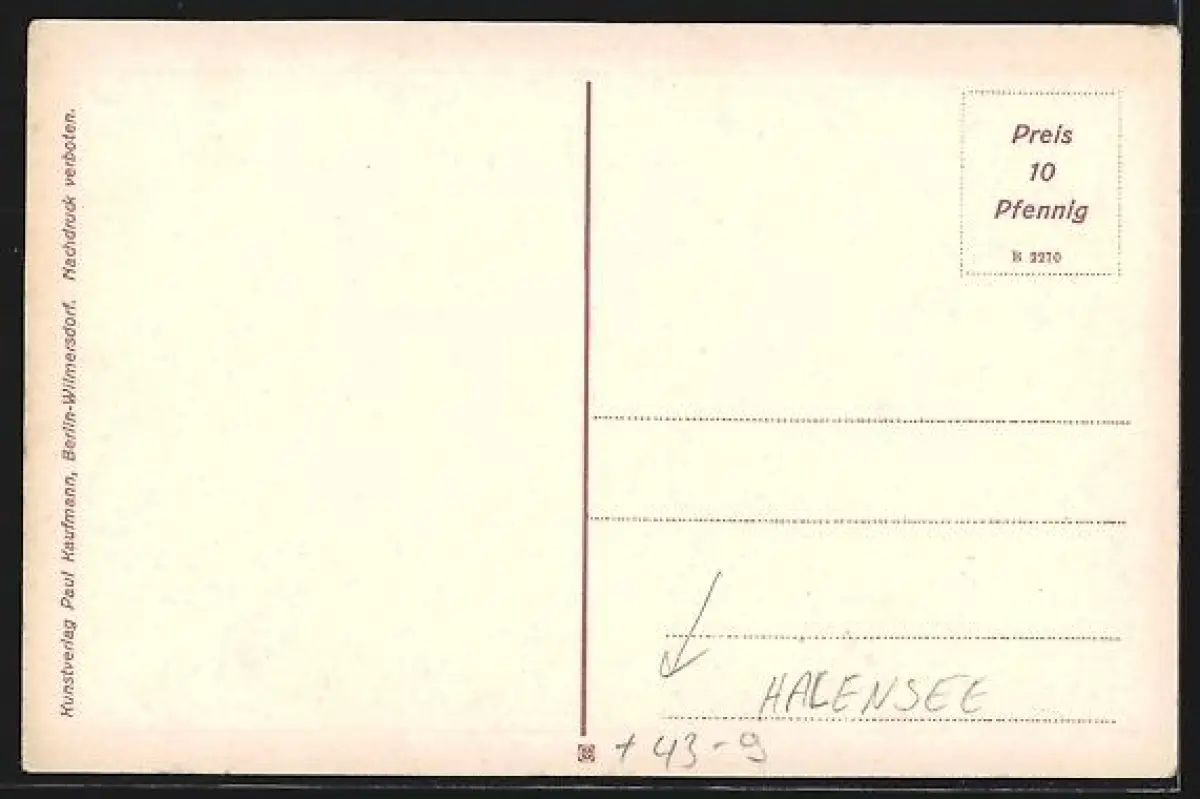 Kunstverlag Paul Kaufmann, Berlin-Wilmersdorf. Nachdruck verboten.
Preis
10
Pfennig
B 2270
HALENSEE
+ 43-9